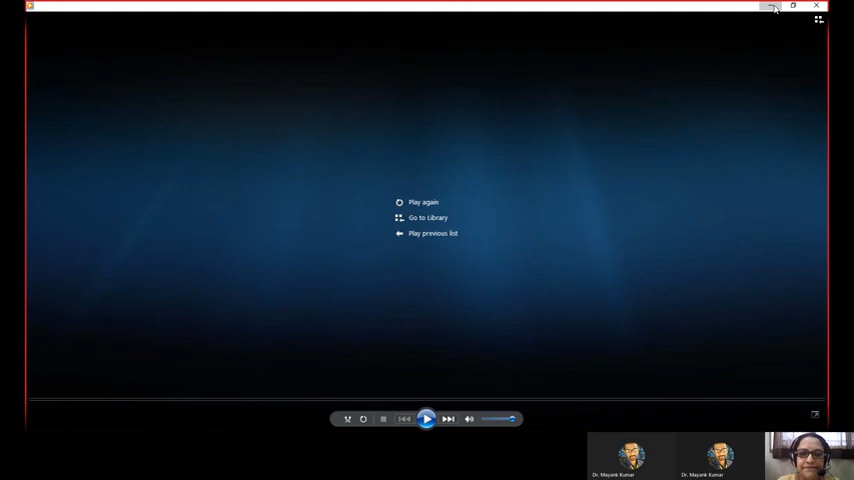 Play again
Go to Library
Play previous list
Dr. Mayank Kumar
Dr. Mayank Kumar